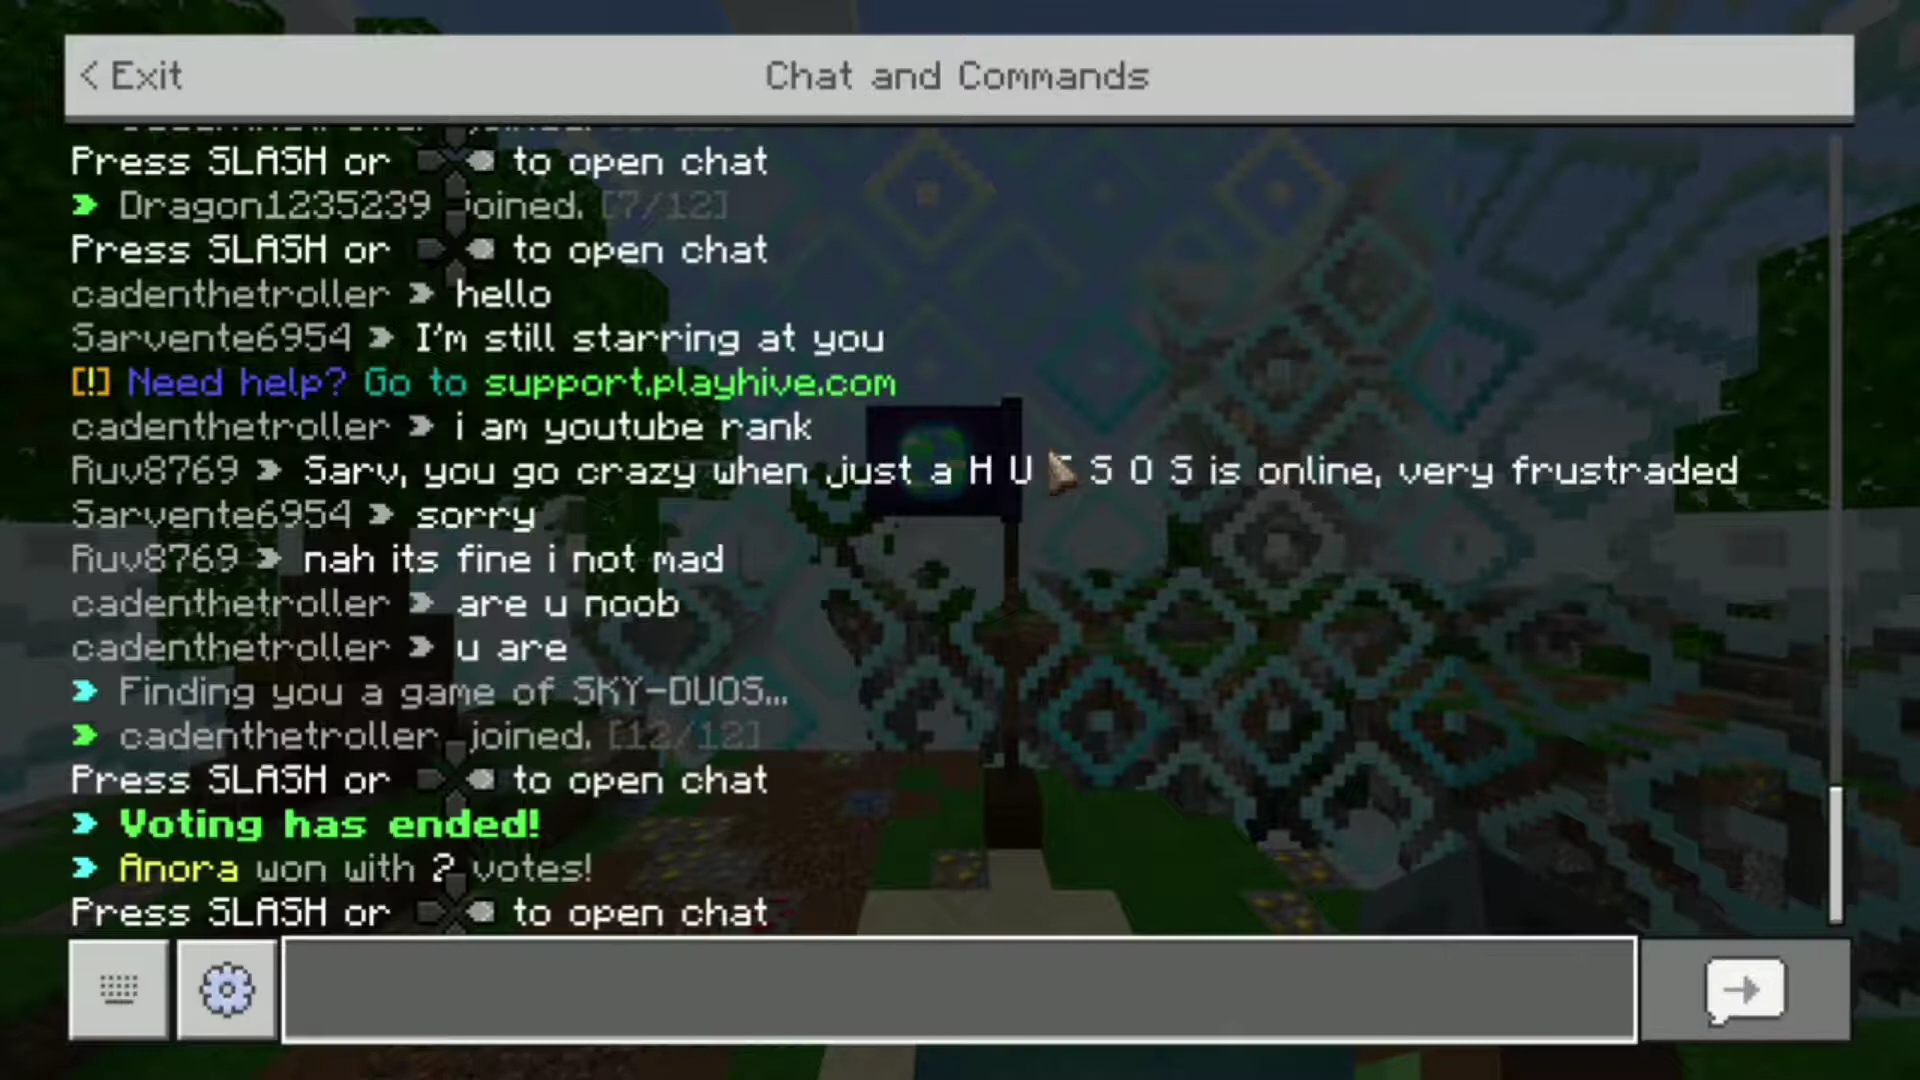 < Exit
Chat and Commands
Press SLASH or to open chat
Dragon1235239 joined. [7/12]
Press SLASH or to open chat
cadenthetroller > hello
Sarvente6954 > I'm still starring at you
[!] Need help? Go to support.playhive.com
cadenthetroller > i am youtube rank
Ruv8769 > Sarv, you go crazy when just a H U S S O S is online, very frustraded
Sarvente6954 > sorry
Ruv8769 > nah its fine i not mad
cadenthetroller > are u noob
cadenthetroller > u are
> Finding you a game of SKY-DUOS...
> cadenthetroller joined. [12/12]
Press SLASH or to open chat
> Voting has ended!
> Anora won with 2 votes!
Press SLASH or to open chat